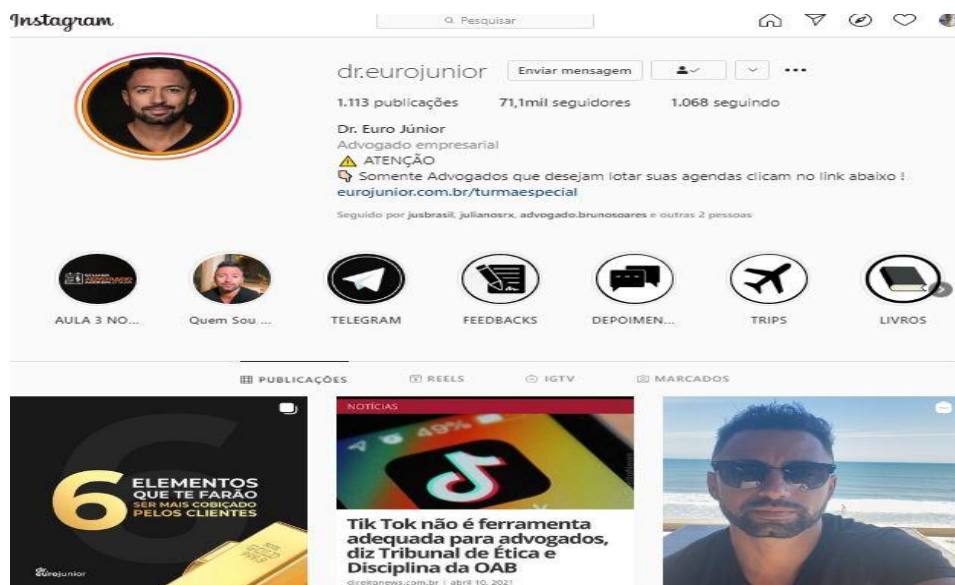 Instagram
Pesquisar
dr.eurojunior Enviar mensagem
1.113 publicações 71,1mil seguidores 1.068 seguindo
Dr. Euro Júnior
Advogado empresarial
⚠️ ATENÇÃO
👇 Somente Advogados que desejam lotar suas agendas clicam no link abaixo !
eurojunior.com.br/turmaespecial
Seguido por jusbrasil, julianosrx, advogado.brunosoares e outras 2 pessoas
AULA 3 NO... Quem Sou ... TELEGRAM FEEDBACKS DEPOIMEN... TRIPS LIVROS
PUBLICAÇÕES REELS IGTV MARCADOS
6 ELEMENTOS
QUE TE FARÃO
SER MAIS COBIÇADO
PELOS CLIENTES
Eurojunior
NOTÍCIAS
49%
Tik Tok não é ferramenta
adequada para advogados,
diz Tribunal de Ética e
Disciplina da OAB
direitonews.com.br | abril 10, 2021